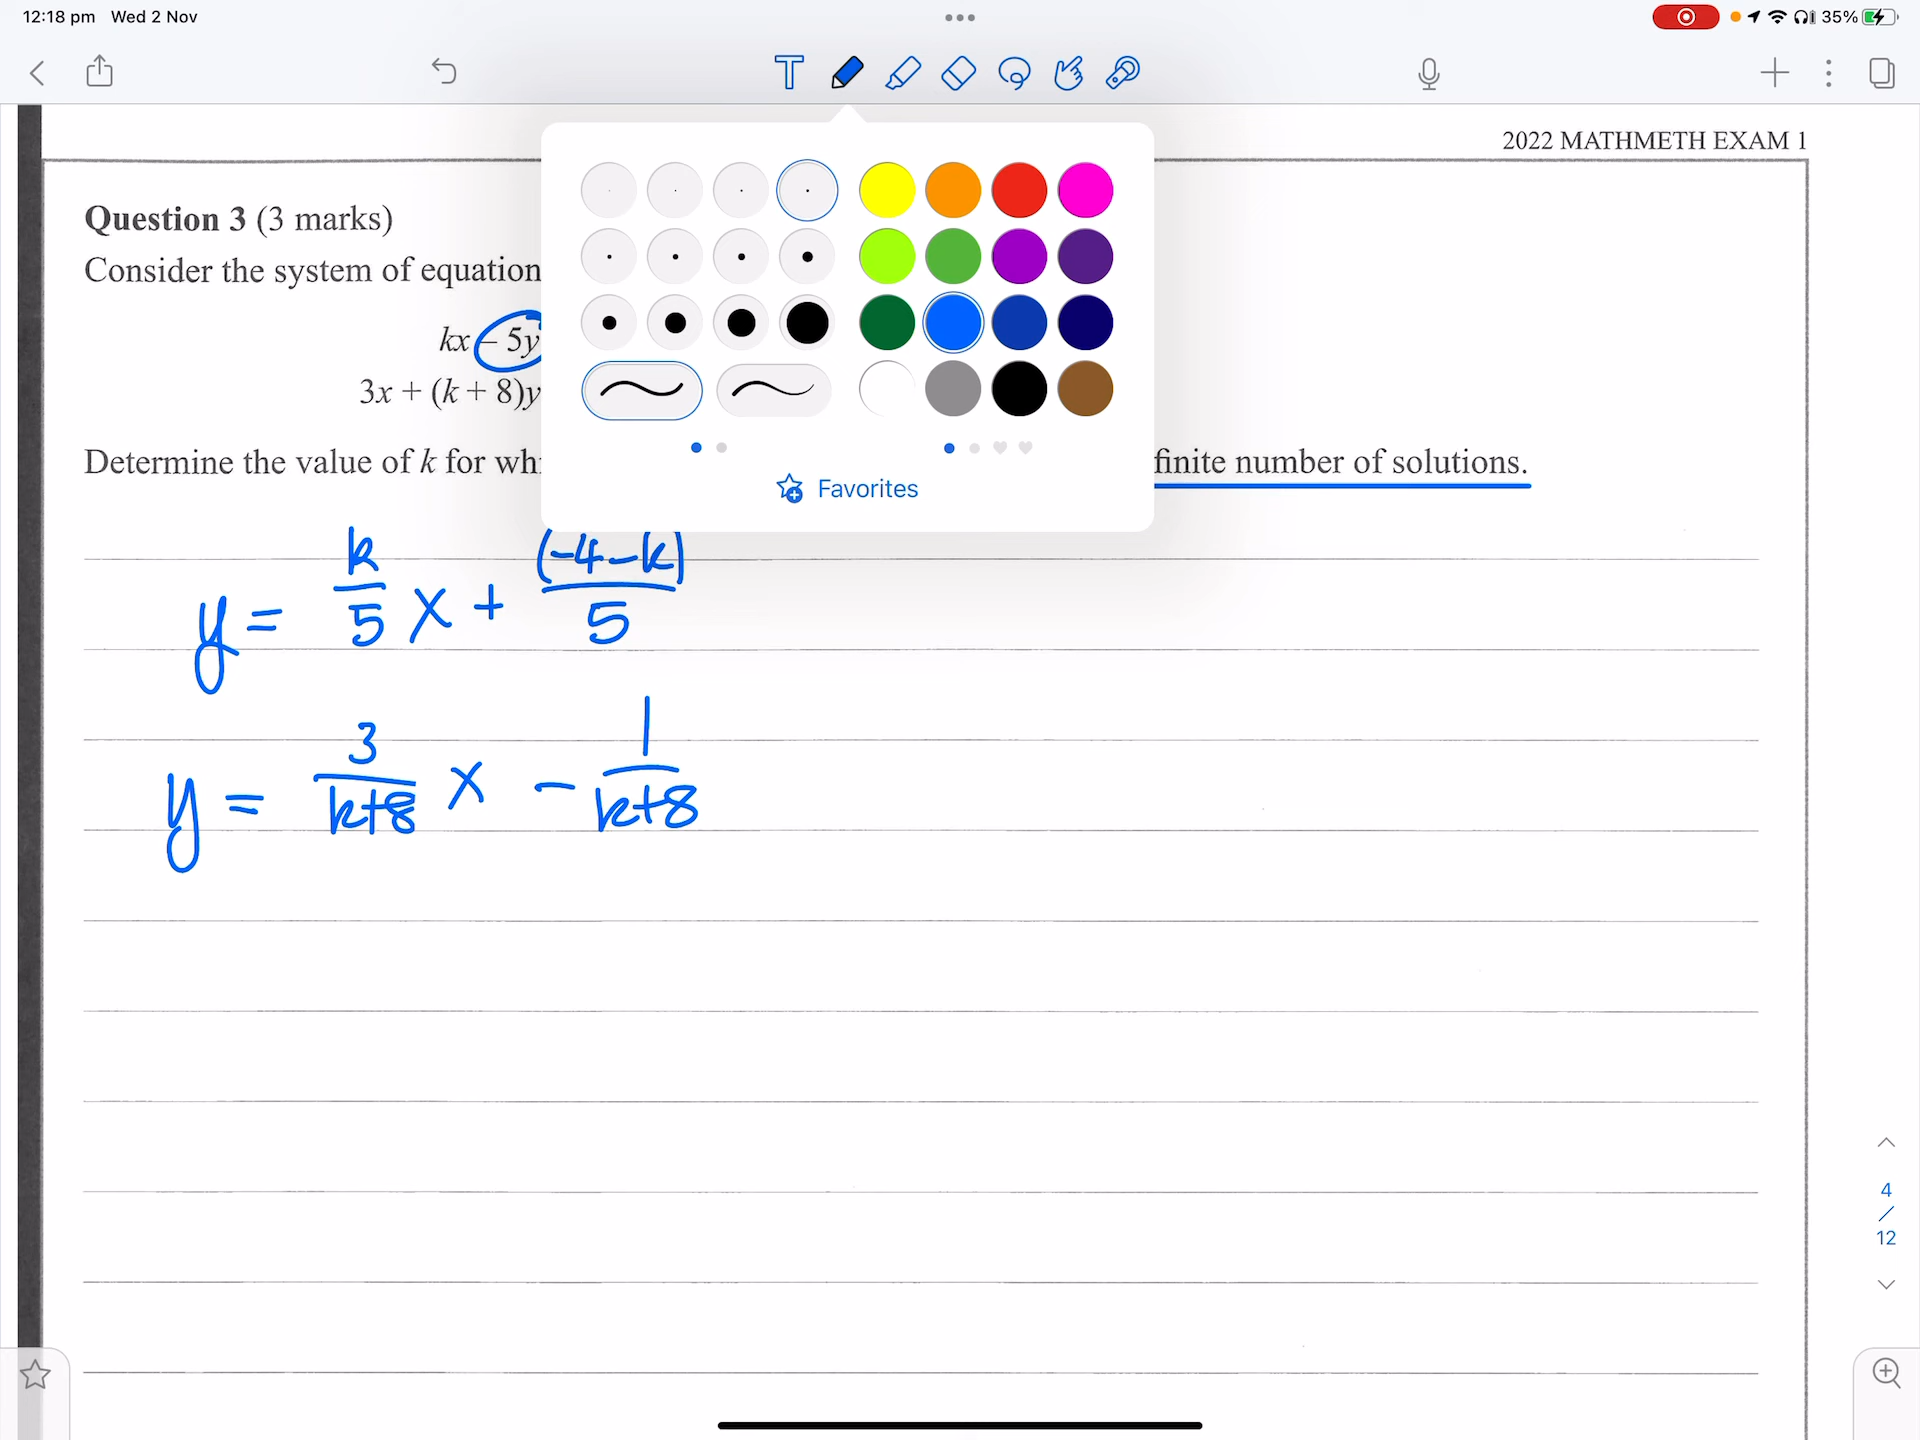 12:18 pm Wed 2 Nov
35%
T
2022 MATHMETH EXAM 1
Question 3 (3 marks)
Consider the system of equation
kx – 5y
3x + (k + 8)y
Determine the value of k for whi
finite number of solutions.
Favorites
y = k/5 x + (-4-k)/5
y = 3/k+8 x - 1/k+8
4
/
12